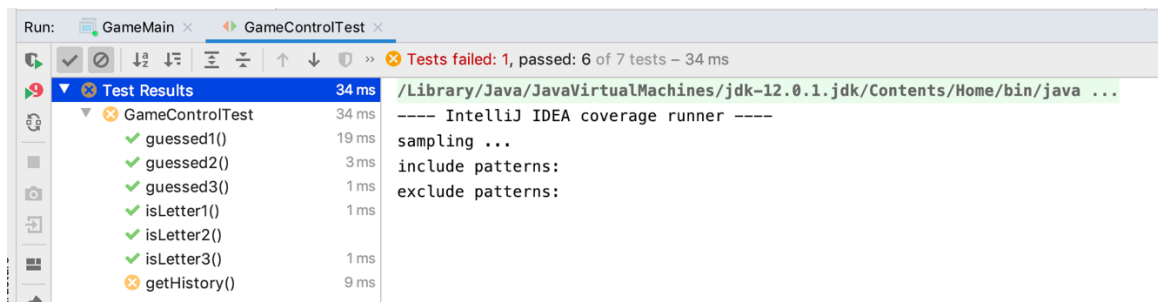 Run: GameMain × GameControlTest ×
» Tests failed: 1, passed: 6 of 7 tests – 34 ms
Test Results 34 ms
GameControlTest 34 ms
guessed1() 19 ms
guessed2() 3 ms
guessed3() 1 ms
isLetter1() 1 ms
isLetter2()
isLetter3() 1 ms
getHistory() 9 ms
/Library/Java/JavaVirtualMachines/jdk-12.0.1.jdk/Contents/Home/bin/java ...
---- IntelliJ IDEA coverage runner ----
sampling ...
include patterns:
exclude patterns: